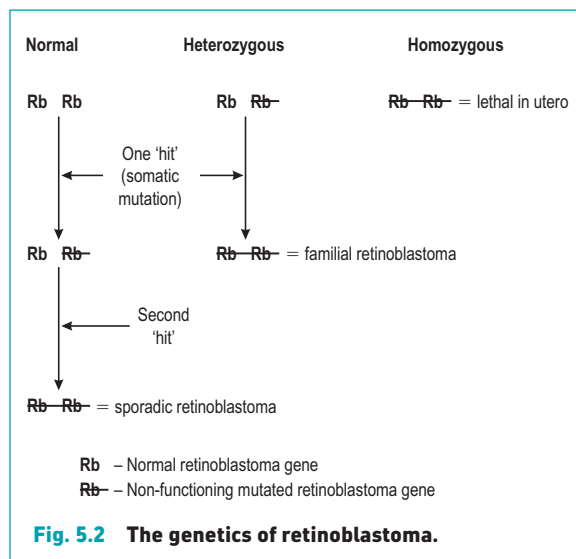 Normal Heterozygous Homozygous
Rb Rb Rb Rb Rb Rb = lethal in utero
One ‘hit’
(somatic
mutation)
Rb Rb Rb Rb = familial retinoblastoma
Second
‘hit’
Rb Rb = sporadic retinoblastoma
Rb – Normal retinoblastoma gene
Rb – Non-functioning mutated retinoblastoma gene
Fig. 5.2 The genetics of retinoblastoma.